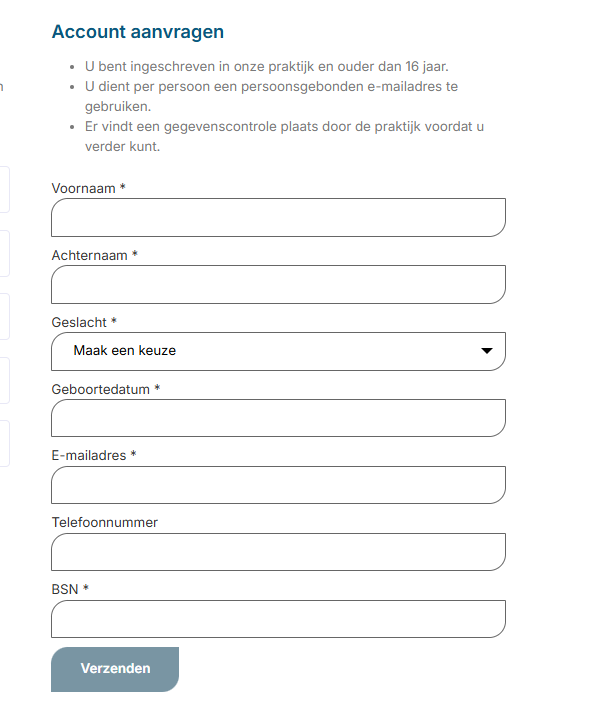 Account aanvragen
U bent ingeschreven in onze praktijk en ouder dan 16 jaar.
U dient per persoon een persoonsgebonden e-mailadres te
gebruiken.
Er vindt een gegevenscontrole plaats door de praktijk voordat u
verder kunt.
Voornaam *
Achternaam *
Geslacht *
Maak een keuze
Geboortedatum *
E-mailadres *
Telefoonnummer
BSN *
Verzenden